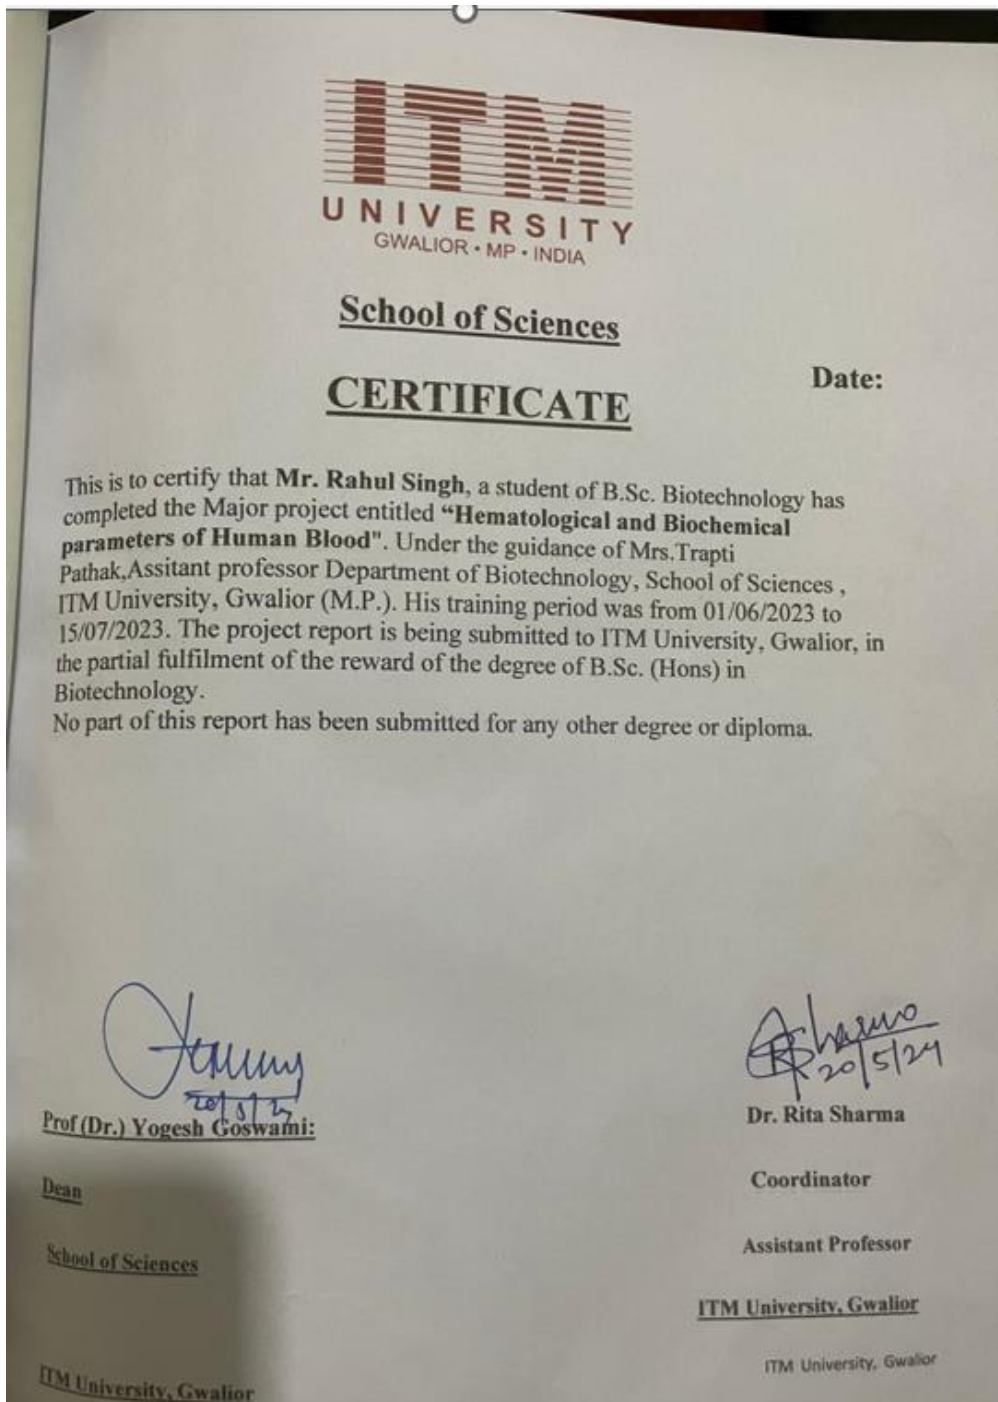 ITM
UNIVERSITY
GWALIOR • MP • INDIA
School of Sciences
Date:
CERTIFICATE
This is to certify that Mr. Rahul Singh, a student of B.Sc. Biotechnology has
completed the Major project entitled “Hematological and Biochemical
parameters of Human Blood". Under the guidance of Mrs.Trapti
Pathak,Assitant professor Department of Biotechnology, School of Sciences ,
ITM University, Gwalior (M.P.). His training period was from 01/06/2023 to
15/07/2023. The project report is being submitted to ITM University, Gwalior, in
the partial fulfilment of the reward of the degree of B.Sc. (Hons) in
Biotechnology.
No part of this report has been submitted for any other degree or diploma.
RSharma
20/5/24
Prof (Dr.) Yogesh Goswami:
Dr. Rita Sharma
Dean
Coordinator
School of Sciences
Assistant Professor
ITM University, Gwalior
ITM University, Gwalior
ITM University, Gwalior